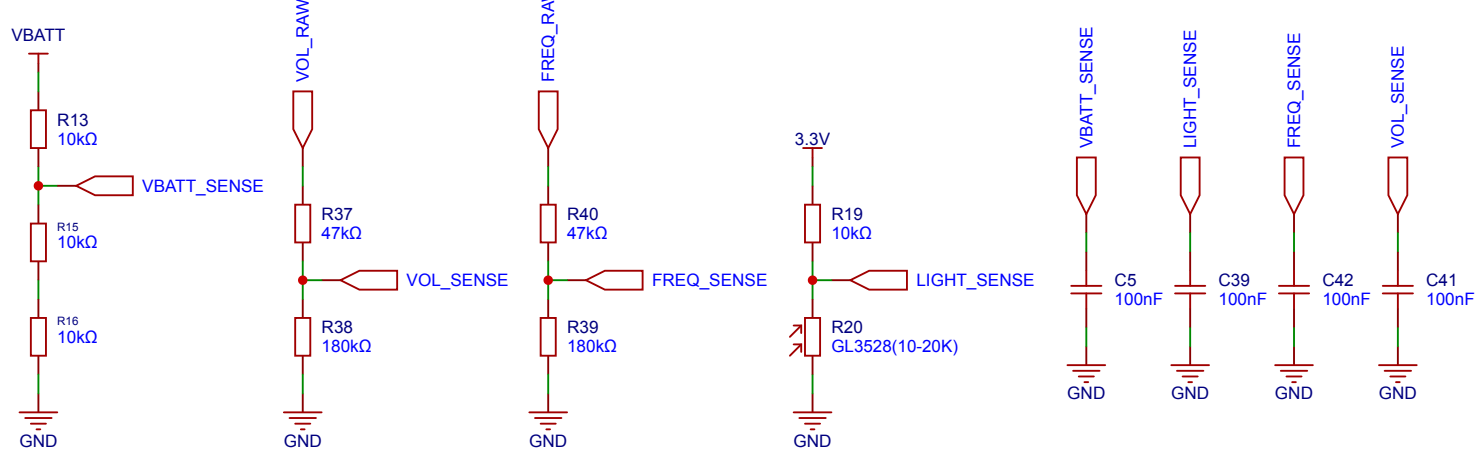 VBATT
R13
10kΩ
VBATT_SENSE
R15
10kΩ
R16
10kΩ
GND
VOL_RAW
R37
47kΩ
VOL_SENSE
R38
180kΩ
GND
R40
47kΩ
FREQ_SENSE
R39
180kΩ
GND
3.3V
R19
10kΩ
LIGHT_SENSE
R20
GL3528(10-20K)
GND
VBATT_SENSE
C5
100nF
GND
LIGHT_SENSE
C39
100nF
GND
FREQ_SENSE
C42
100nF
GND
VOL_SENSE
C41
100nF
GND